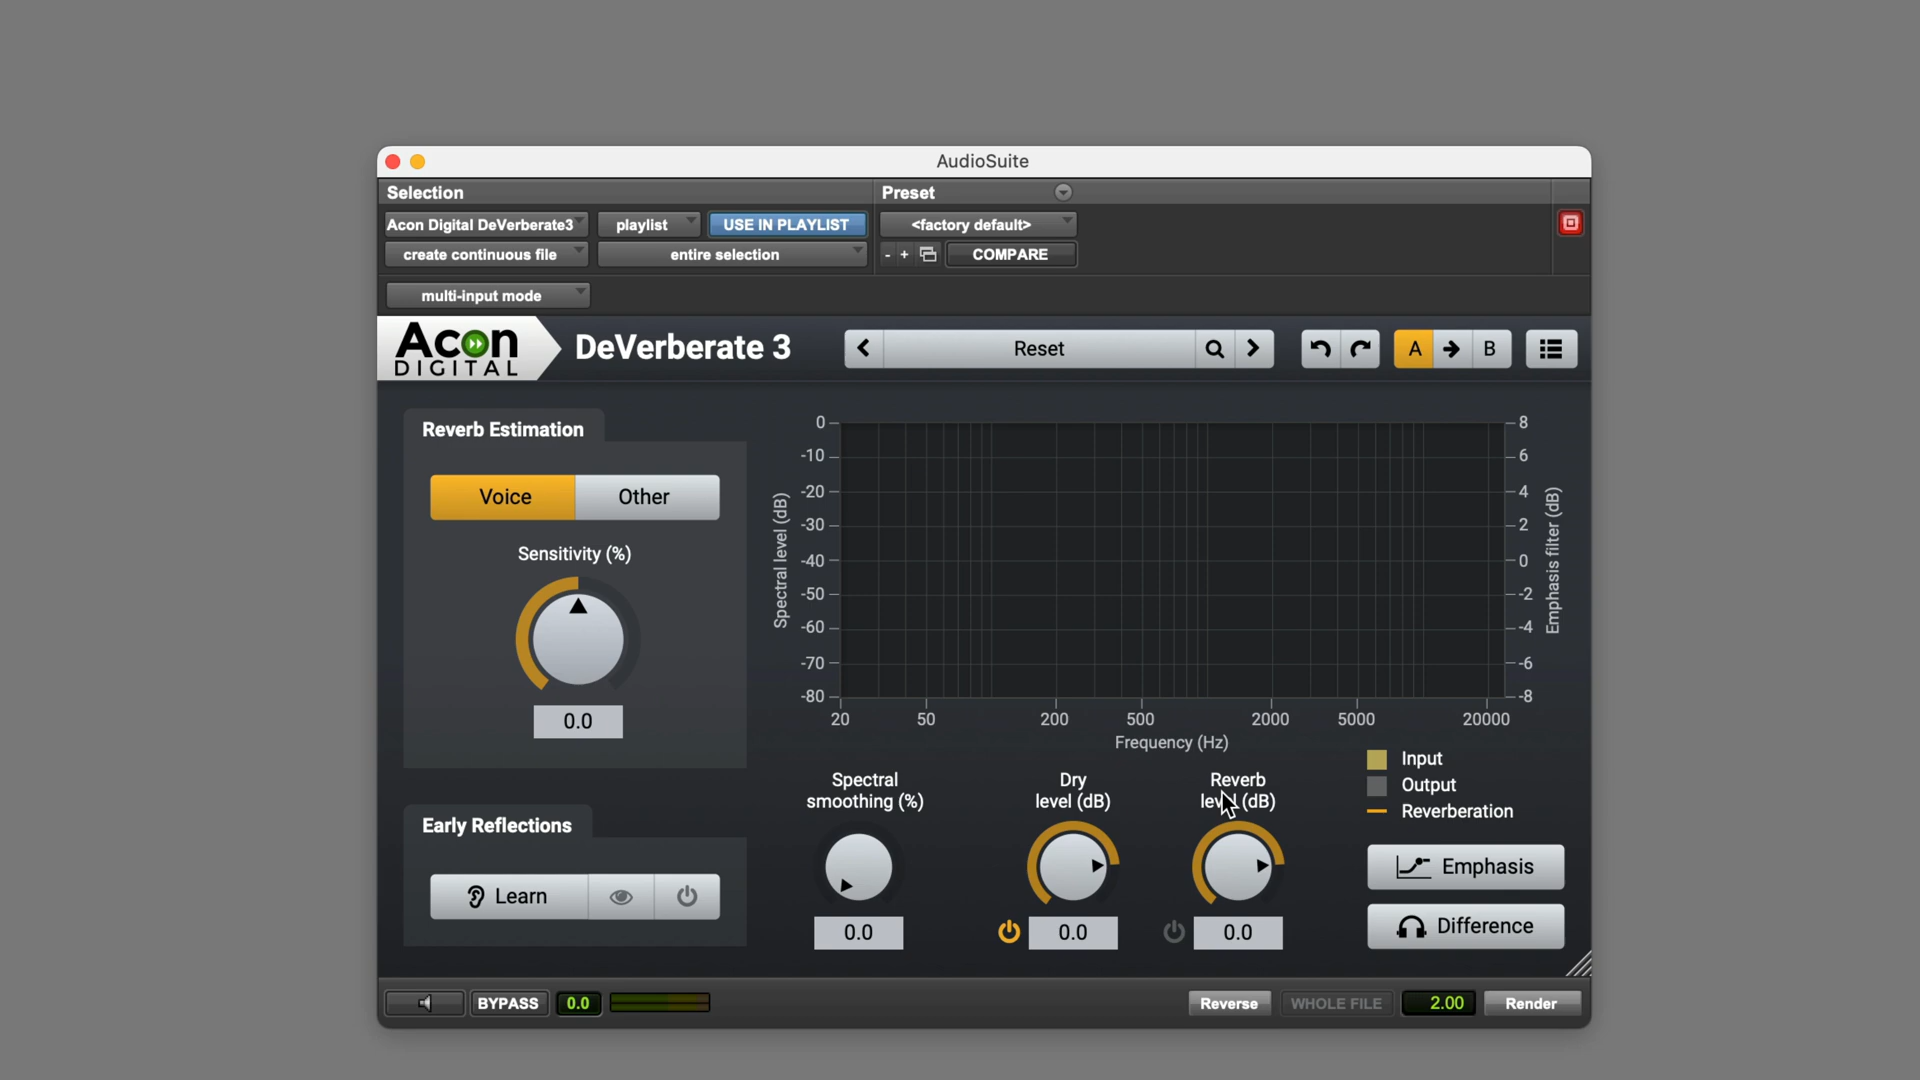 AudioSuite
Selection
Preset
Acon Digital DeVerberate3
playlist
USE IN PLAYLIST
<factory default>
create continuous file
entire selection
- +
COMPARE
multi-input mode
Acon
DIGITAL
DeVerberate 3
Reset
A
B
Reverb Estimation
Voice
Other
Sensitivity (%)
0.0
Early Reflections
Learn
Spectral level (dB)
0
-10
-20
-30
-40
-50
-60
-70
-80
20
50
200
500
2000
5000
20000
Frequency (Hz)
8
6
4
2
0
-2
-4
-6
-8
Emphasis filter (dB)
Spectral
smoothing (%)
0.0
Dry
level (dB)
0.0
Reverb
level (dB)
0.0
Input
Output
Reverberation
Emphasis
Difference
BYPASS
0.0
Reverse
WHOLE FILE
2.00
Render